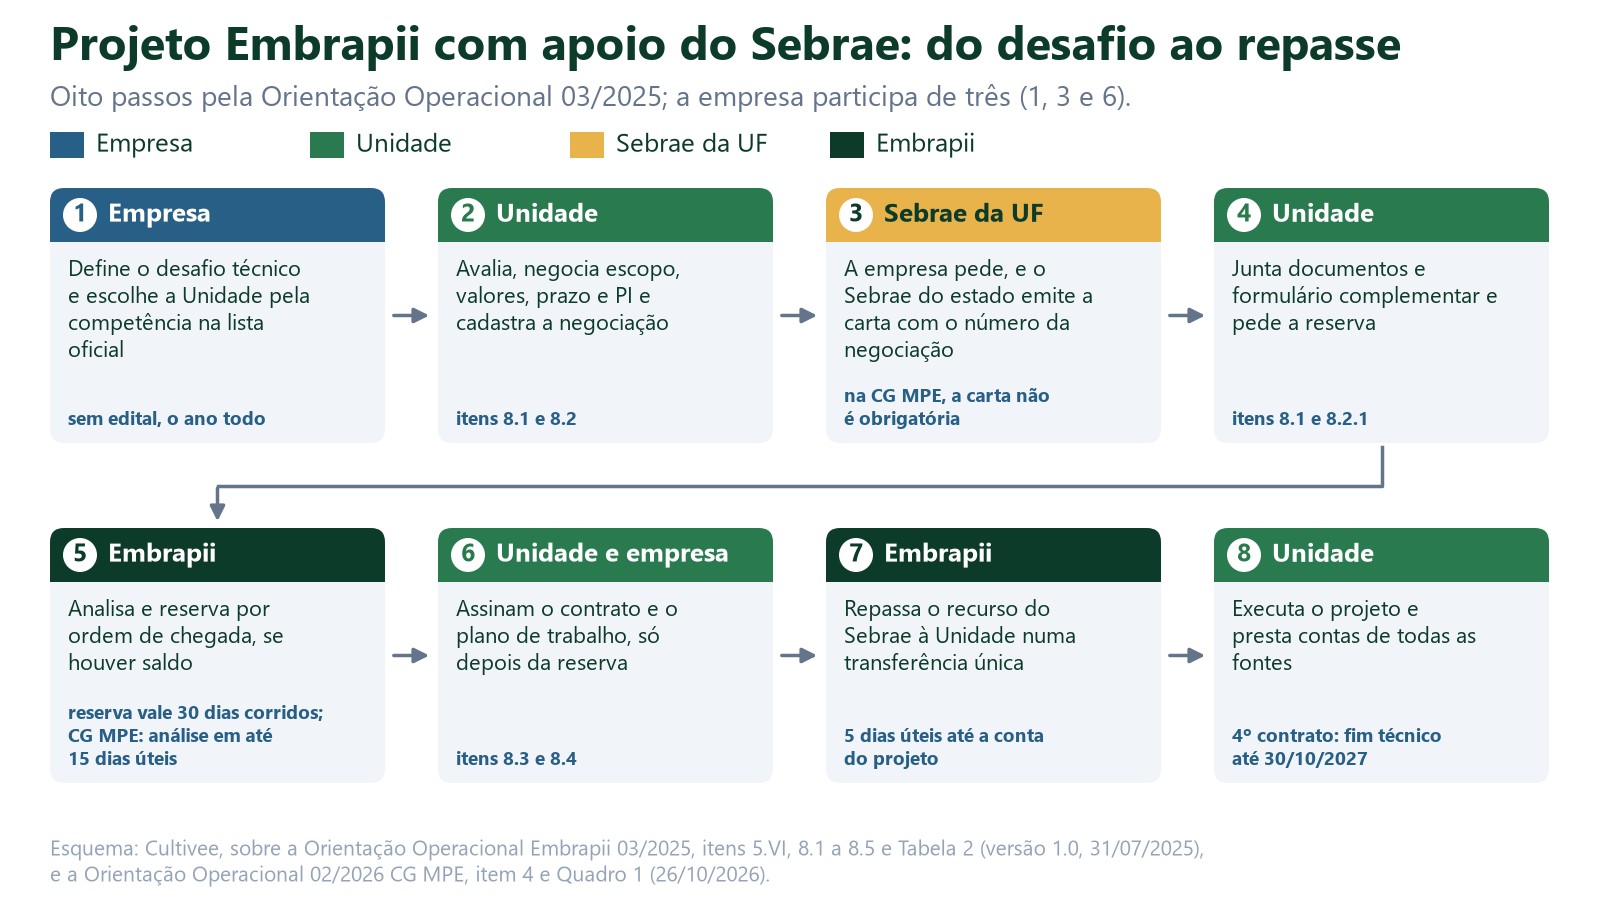 Projeto Embrapii com apoio do Sebrae: do desafio ao repasse
Oito passos pela Orientação Operacional 03/2025; a empresa participa de três (1, 3 e 6).
Empresa
Unidade
Sebrae da UF
Embrapii
1 Empresa
Define o desafio técnico
e escolhe a Unidade pela
competência na lista
oficial
sem edital, o ano todo
2 Unidade
Avalia, negocia escopo,
valores, prazo e PI e
cadastra a negociação
itens 8.1 e 8.2
3 Sebrae da UF
A empresa pede, e o
Sebrae do estado emite a
carta com o número da
negociação
na CG MPE, a carta não
é obrigatória
4 Unidade
Junta documentos e
formulário complementar e
pede a reserva
itens 8.1 e 8.2.1
5 Embrapii
Analisa e reserva por
ordem de chegada, se
houver saldo
reserva vale 30 dias corridos;
CG MPE: análise em até
15 dias úteis
6 Unidade e empresa
Assinam o contrato e o
plano de trabalho, só
depois da reserva
itens 8.3 e 8.4
7 Embrapii
Repassa o recurso do
Sebrae à Unidade numa
transferência única
5 dias úteis até a conta
do projeto
8 Unidade
Executa o projeto e
presta contas de todas as
fontes
4º contrato: fim técnico
até 30/10/2027
Esquema: Cultivee, sobre a Orientação Operacional Embrapii 03/2025, itens 5.VI, 8.1 a 8.5 e Tabela 2 (versão 1.0, 31/07/2025),
e a Orientação Operacional 02/2026 CG MPE, item 4 e Quadro 1 (26/10/2026).